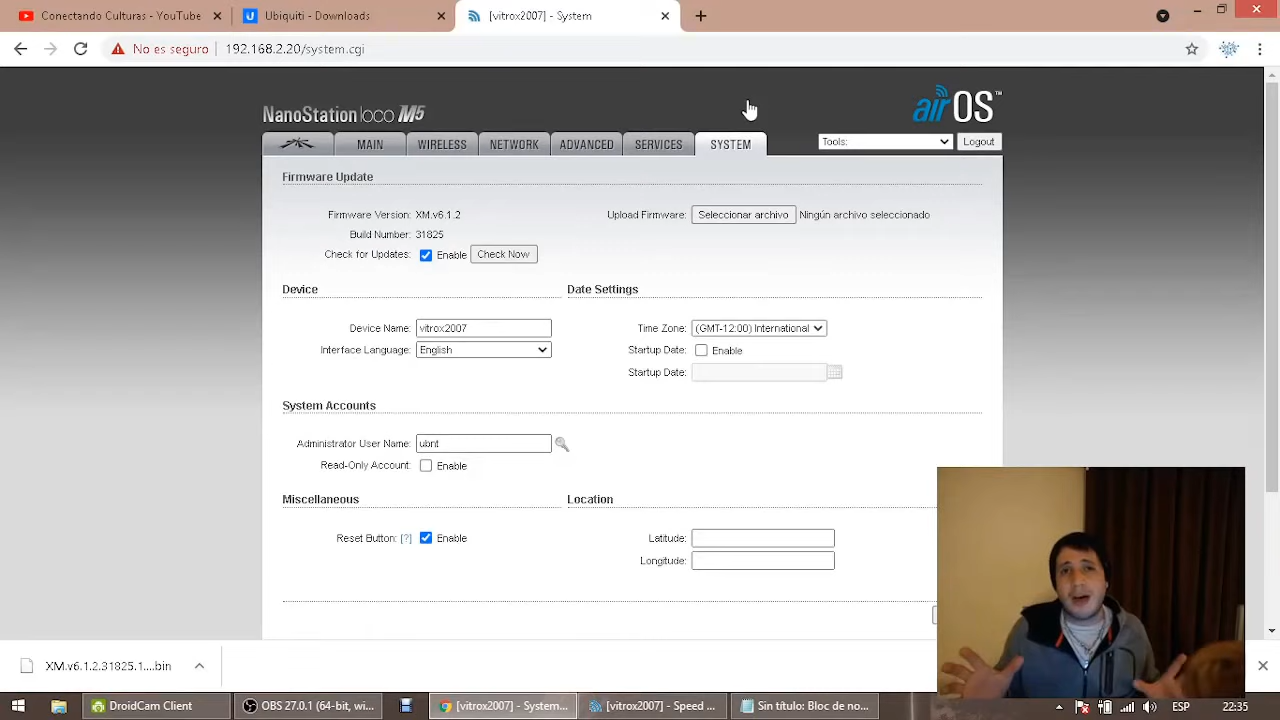 Conectando Culturas - YouTube
Ubiquiti - Downloads
[vitrox2007] - System
No es seguro
192.168.2.20/system.cgi
NanoStation loco M5
airOS™
MAIN
WIRELESS
NETWORK
ADVANCED
SERVICES
SYSTEM
Tools:
Logout
Firmware Update
Firmware Version: XM.v6.1.2
Upload Firmware: Seleccionar archivo Ningún archivo seleccionado
Build Number: 31825
Check for Updates: Enable Check Now
Device
Date Settings
Device Name: vitrox2007
Time Zone: (GMT-12:00) International
Interface Language: English
Startup Date: Enable
Startup Date:
System Accounts
Administrator User Name: ubnt
Read-Only Account: Enable
Miscellaneous
Location
Reset Button: [?] Enable
Latitude:
Longitude:
XM.v6.1.2.31825.1....bin
DroidCam Client
OBS 27.0.1 (64-bit, wi...
[vitrox2007] - System...
[vitrox2007] - Speed ...
Sin título: Bloc de no...
ESP
22:35